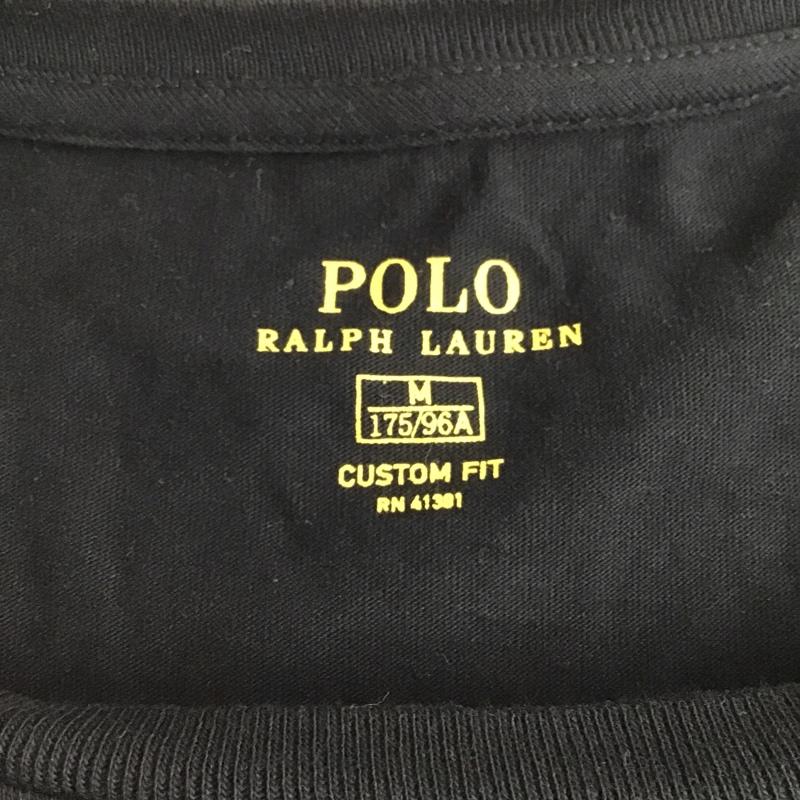 POLO
RALPH LAUREN
M
175/96A
CUSTOM FIT
RN 41381